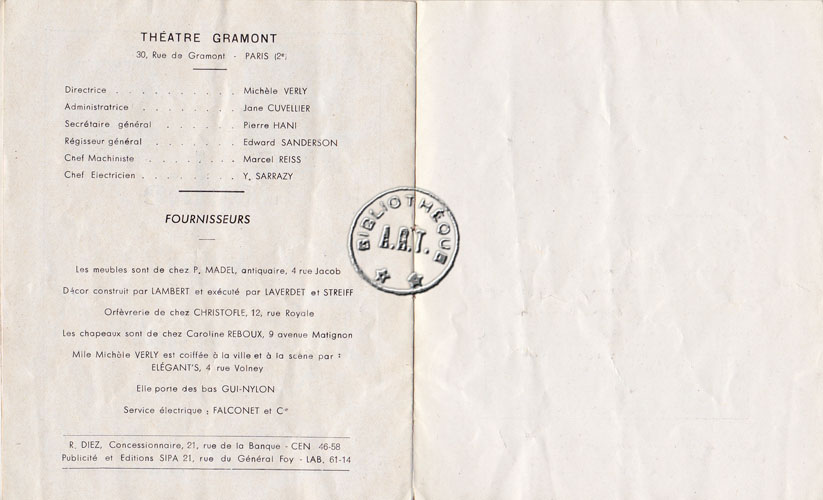 THÉATRE GRAMONT
30, Rue de Gramont - PARIS (2e)
Directrice . . . . . . . . . . Michèle VERLY
Administratrice . . . . . . . . Jane CUVELLIER
Secrétaire général . . . . . . Pierre HANI
Régisseur général . . . . . . . Edward SANDERSON
Chef Machiniste . . . . . . . . Marcel REISS
Chef Electricien . . . . . . . . Y. SARRAZY
FOURNISSEURS
Les meubles sont de chez P. MADEL, antiquaire, 4 rue Jacob
Décor construit par LAMBERT et exécuté par LAVERDET et STREIFF
Orfèvrerie de chez CHRISTOFLE, 12, rue Royale
Les chapeaux sont de chez Caroline REBOUX, 9 avenue Matignon
Mlle Michèle VERLY est coiffée à la ville et à la scène par :
ELÉGANT'S, 4 rue Volney
Elle porte des bas GUI-NYLON
Service électrique : FALCONET et Cie
R. DIEZ, Concessionnaire, 21, rue de la Banque - CEN 46-58
Publicité et Editions SIPA 21, rue du Général Foy - LAB. 61-14
BIBLIOTHÈQUE
A.R.T.